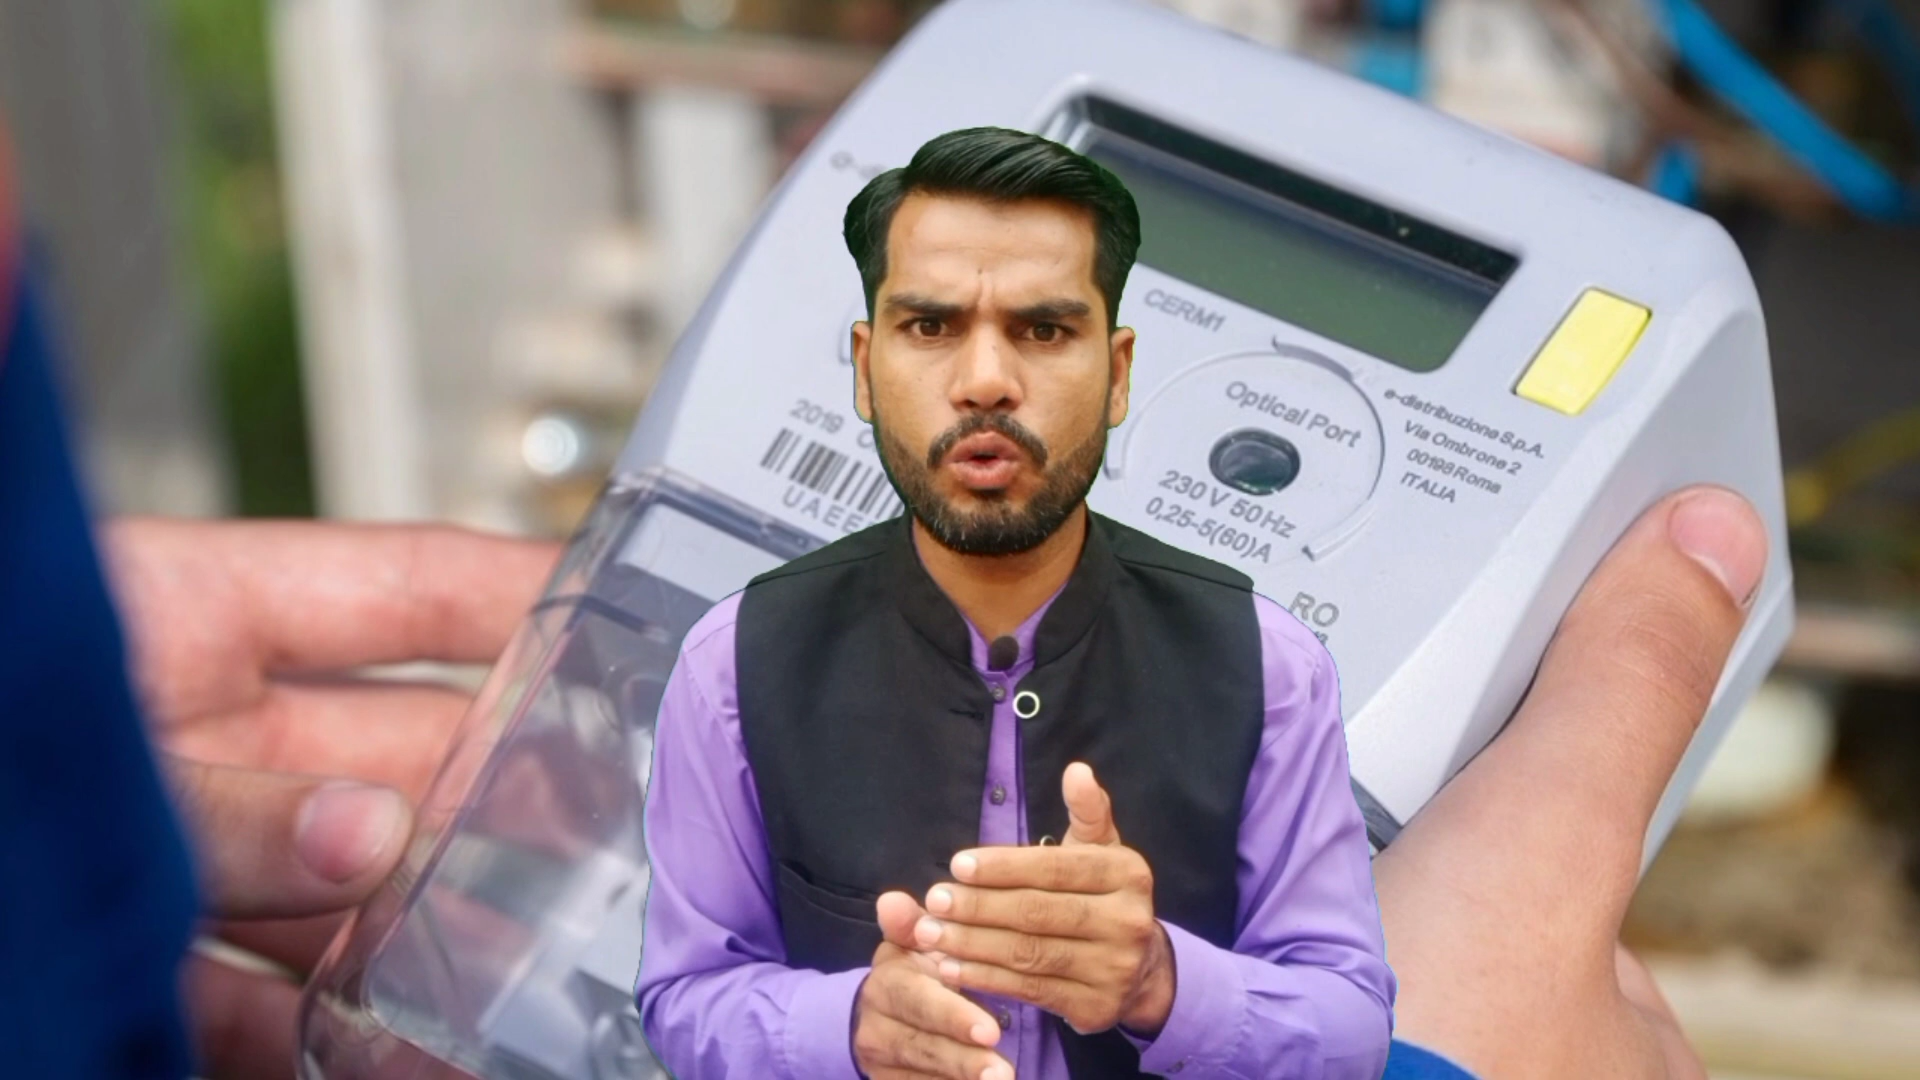 CERM1
Optical Port
e-distribuzione S.p.A.
Via Ombrone 2
00198 Roma
ITALIA
2019
UAEE
230 V 50 Hz
0,25-5(60)A
RO